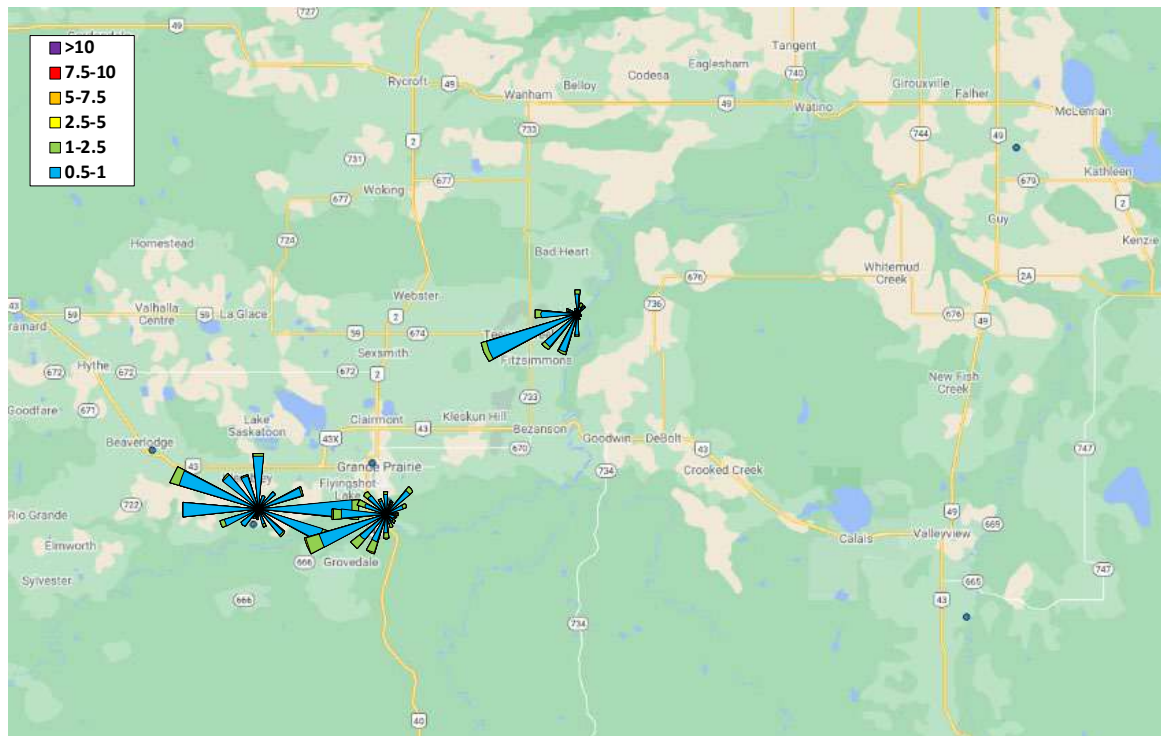 727
49
>10
7.5-10
5-7.5
2.5-5
1-2.5
0.5-1
Tangent
740
Eaglesham
Codesa
Belloy
Rycroft
49
Wanham
49
Watino
Girouxville
Falher
McLennan
733
744
49
2
731
677
Woking
677
679
Kathleen
2
Guy
Kenzie
Homestead
724
Bad Heart
Whitemud
Creek
676
2A
Webster
736
43
59
Valhalla
Centre
59
La Glace
2
59
674
676
49
Sexsmith
Fitzsimmons
Hythe
672
672
672
2
New Fish
Creek
Goodfare
671
733
Lake
Saskatoon
Clairmont
43
Kleskun Hill
Bezanson
43X
Beaverlodge
670
Goodwin
DeBolt
43
747
43
Grande Prairie
734
Crooked Creek
Flyingshot
Lake
722
Rio Grande
49
669
Elmworth
Calais
Valleyview
666
Grovedale
Sylvester
665
747
666
43
734
40